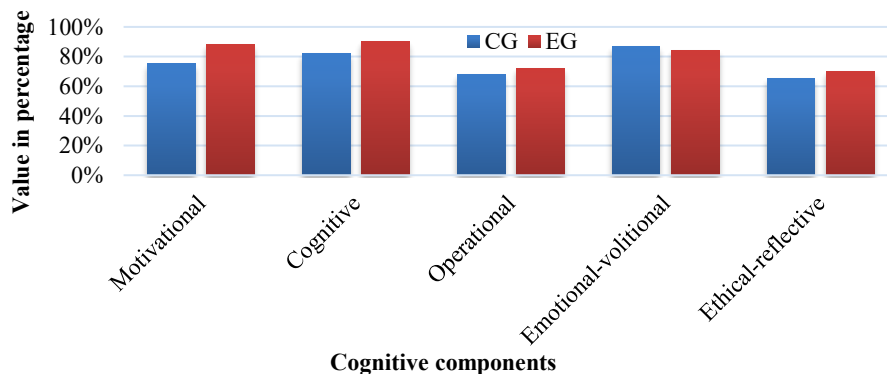 Value in percentage
100%
80%
60%
40%
20%
0%
CG EG
Motivational
Cognitive
Operational
Emotional-volitional
Ethical-reflective
Cognitive components